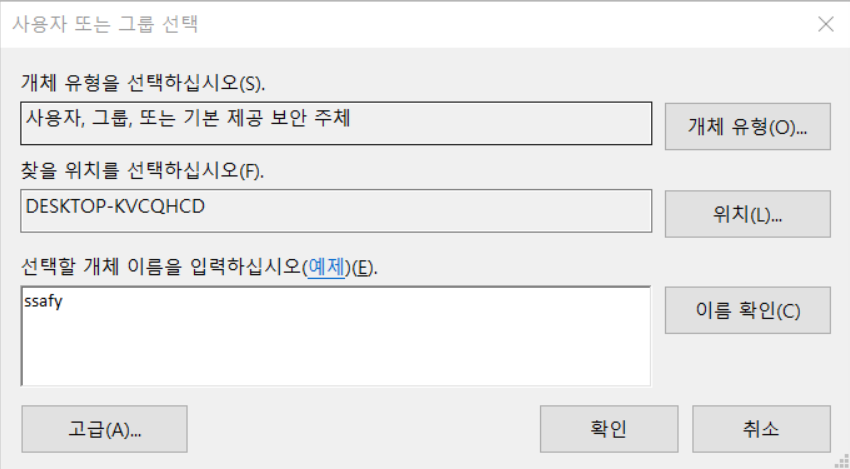 사용자 또는 그룹 선택
개체 유형을 선택하십시오(S).
사용자, 그룹, 또는 기본 제공 보안 주체
개체 유형(O)...
찾을 위치를 선택하십시오(F).
DESKTOP-KVCQHCD
위치(L)...
선택할 개체 이름을 입력하십시오(예제)(E).
ssafy
이름 확인(C)
고급(A)...
확인
취소